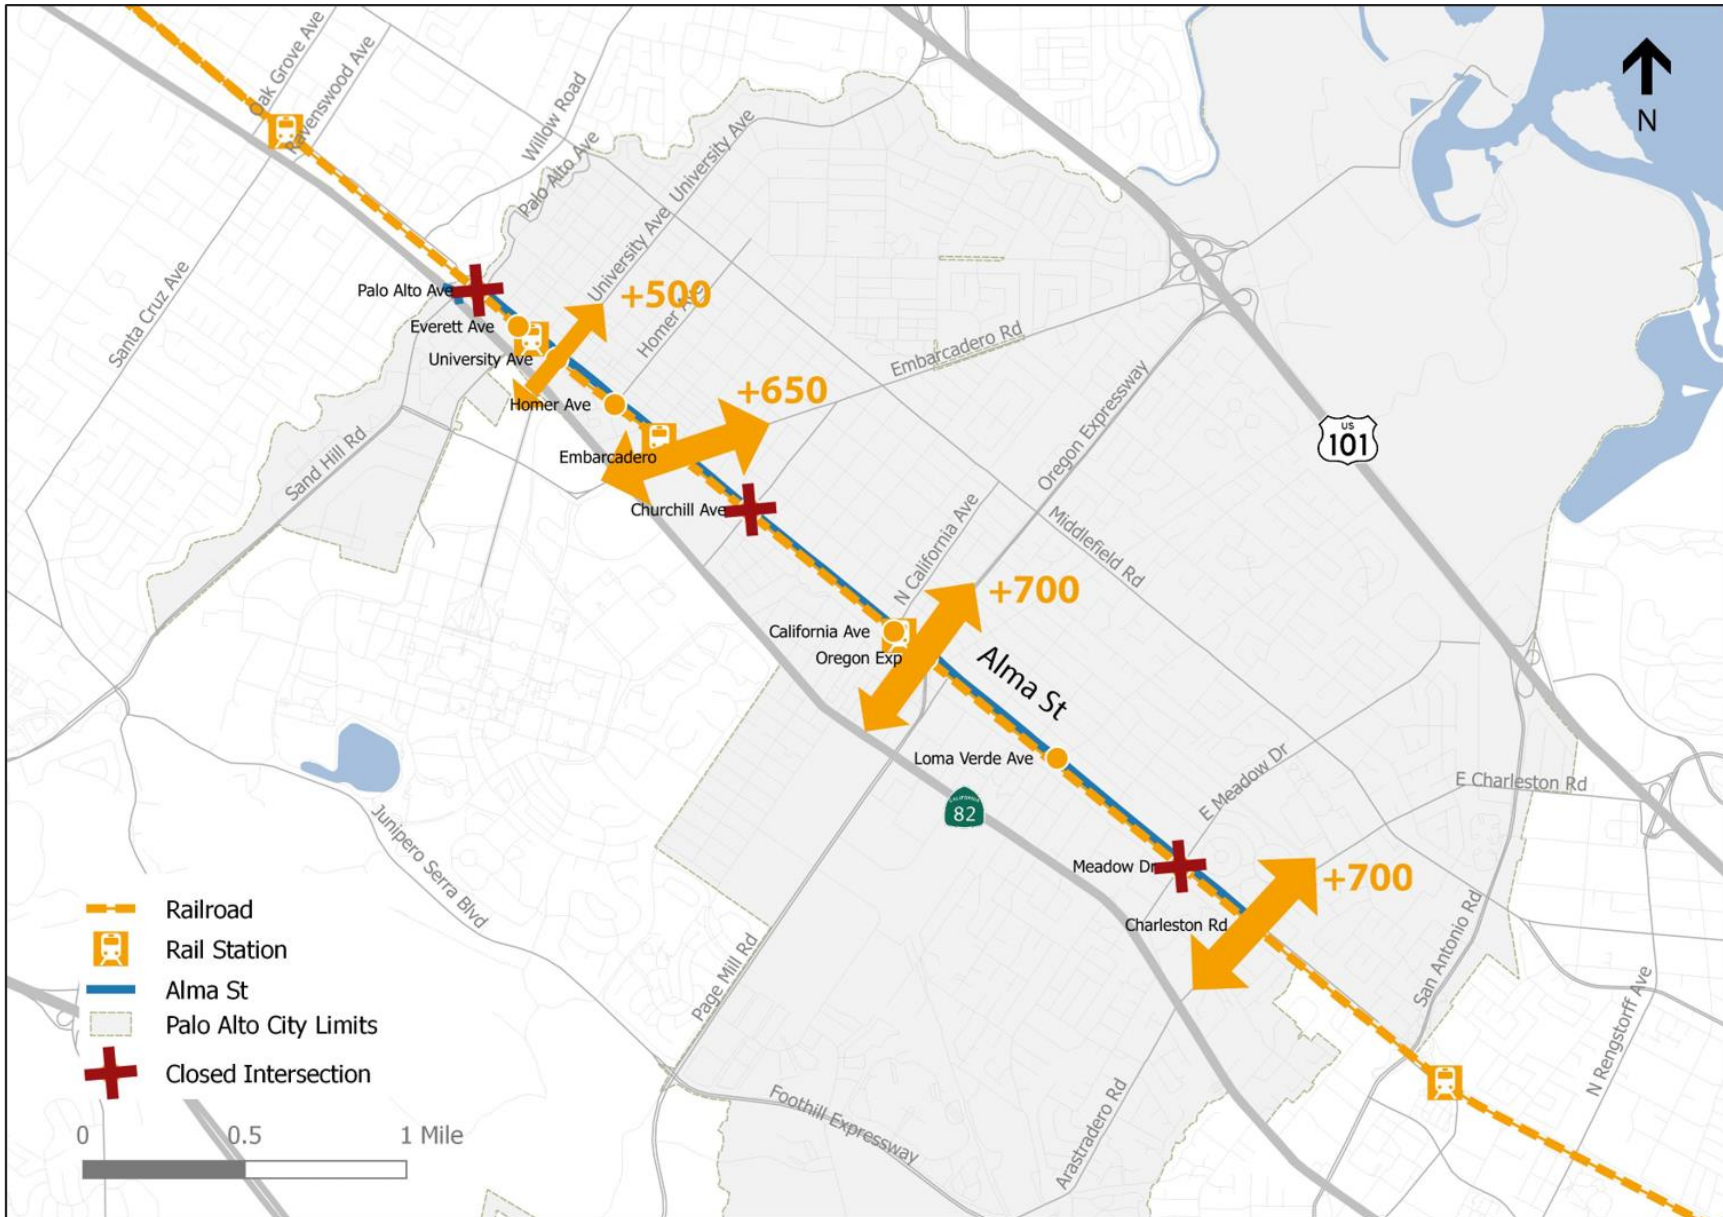 Oak Grove Ave
Ravenswood Ave
Willow Road
Palo Alto Ave
University Ave
University Ave
N
Santa Cruz Ave
Palo Alto Ave
Everett Ave
University Ave
Homer Ave
+500
Homer Ave
Embarcadero Rd
+650
Embarcadero
Churchill Ave
Sand Hill Rd
Oregon Expressway
US
101
N California Ave
Middlefield Rd
+700
California Ave
Oregon Exp
Alma St
Loma Verde Ave
CALIFORNIA
82
E Meadow Dr
E Charleston Rd
Meadow Dr
+700
Charleston Rd
Junipero Serra Blvd
Page Mill Rd
San Antonio Rd
N Rengstorff Ave
Foothill Expressway
Arastradero Rd
Railroad
Rail Station
Alma St
Palo Alto City Limits
Closed Intersection
0 0.5 1 Mile